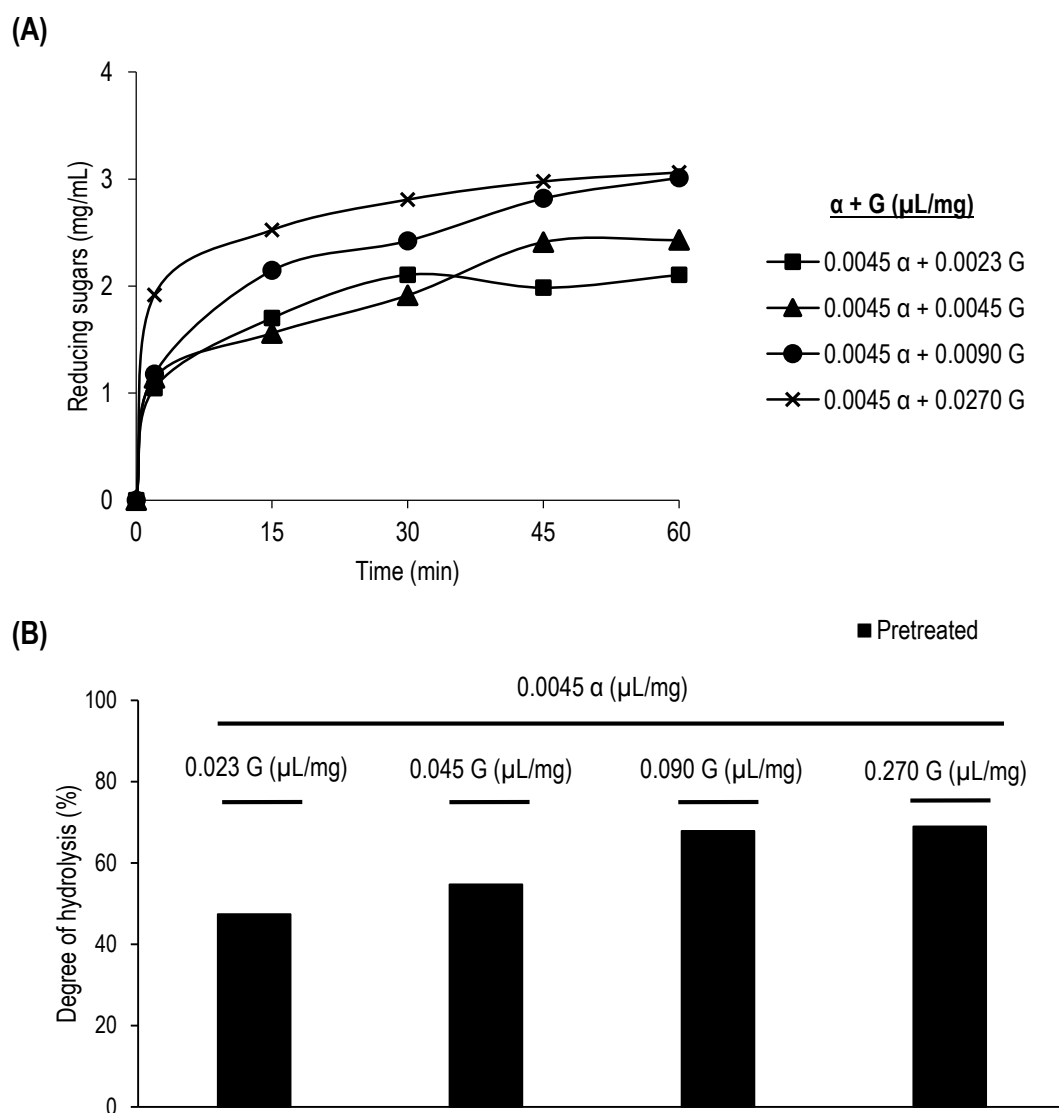 (A)
4
3
2
1
0
Reducing sugars (mg/mL)
0 15 30 45 60
Time (min)
α + G (µL/mg)
0.0045 α + 0.0023 G
0.0045 α + 0.0045 G
0.0045 α + 0.0090 G
0.0045 α + 0.0270 G
(B)
Pretreated
100
80
60
40
20
0
Degree of hydrolysis (%)
0.0045 α (µL/mg)
0.023 G (µL/mg) 0.045 G (µL/mg) 0.090 G (µL/mg) 0.270 G (µL/mg)